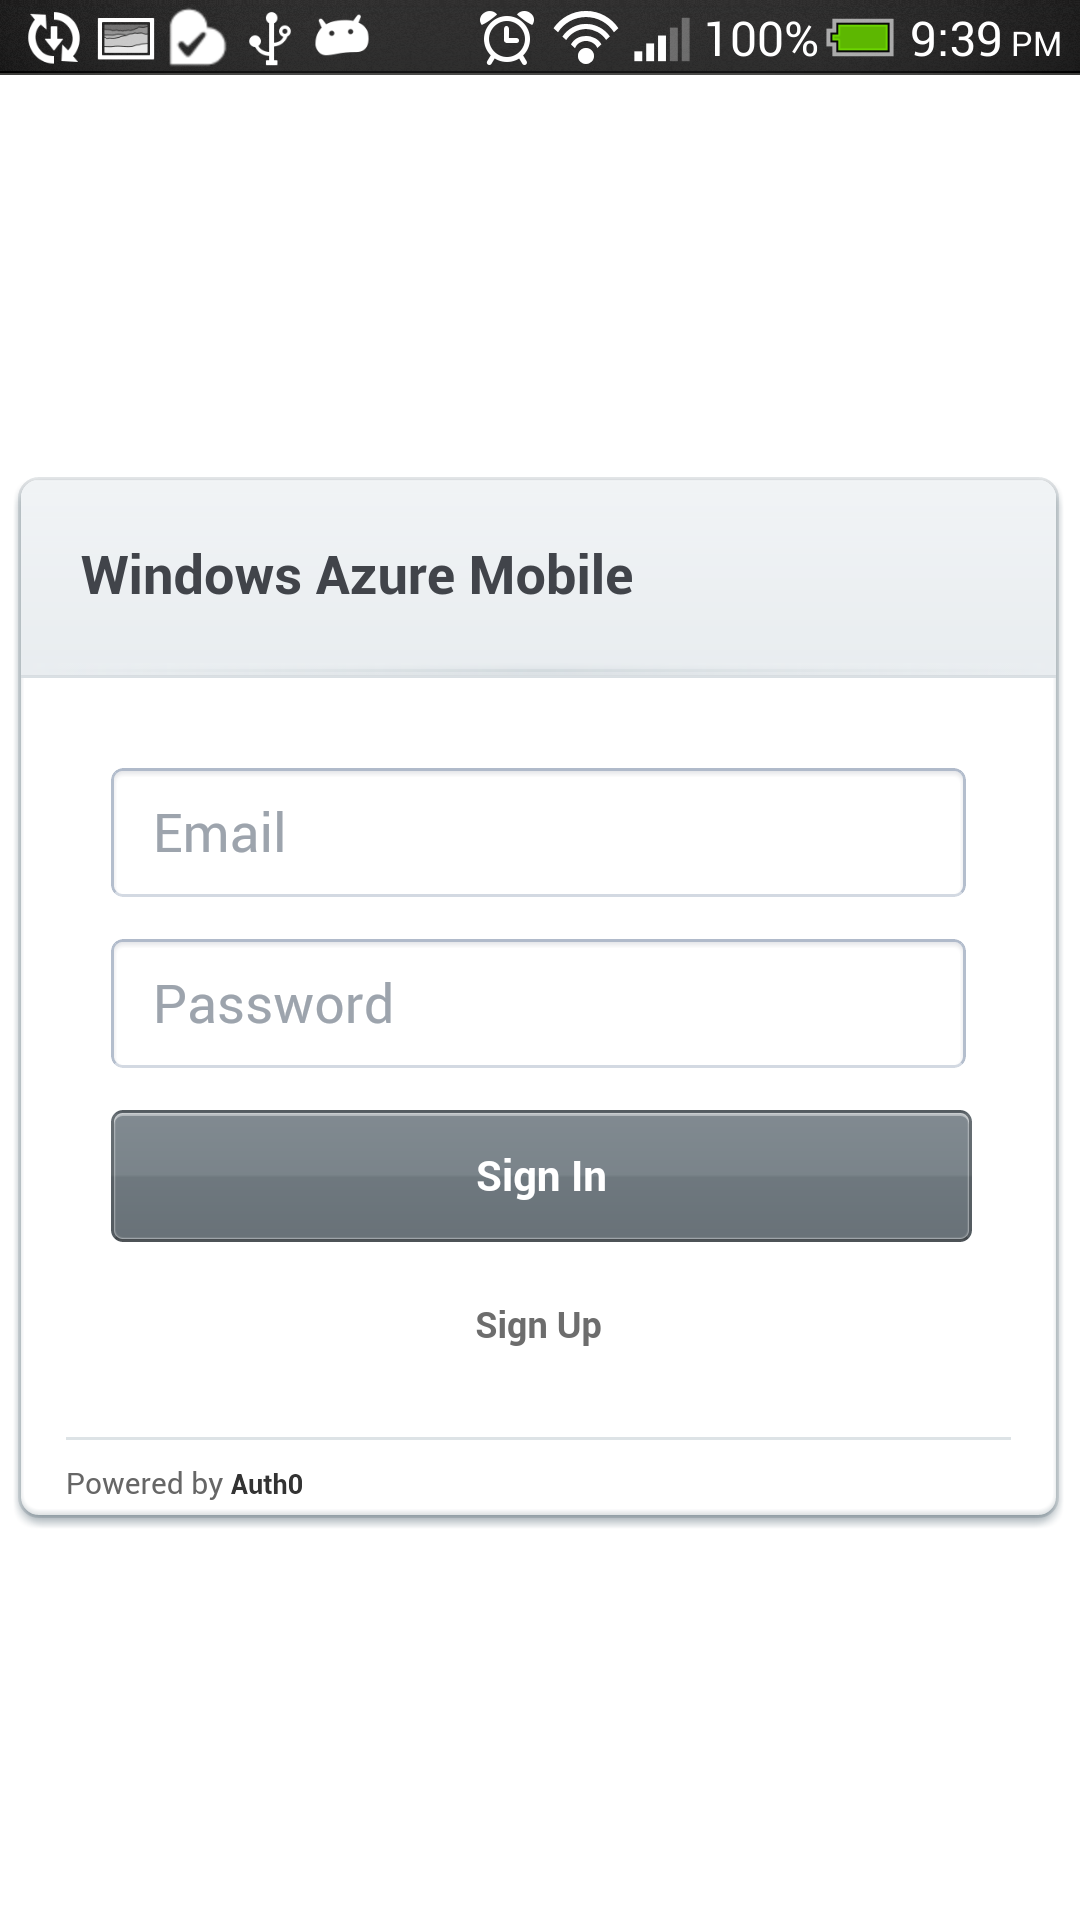 100% 9:39 PM
Windows Azure Mobile
Email
Password
Sign In
Sign Up
Powered by Auth0